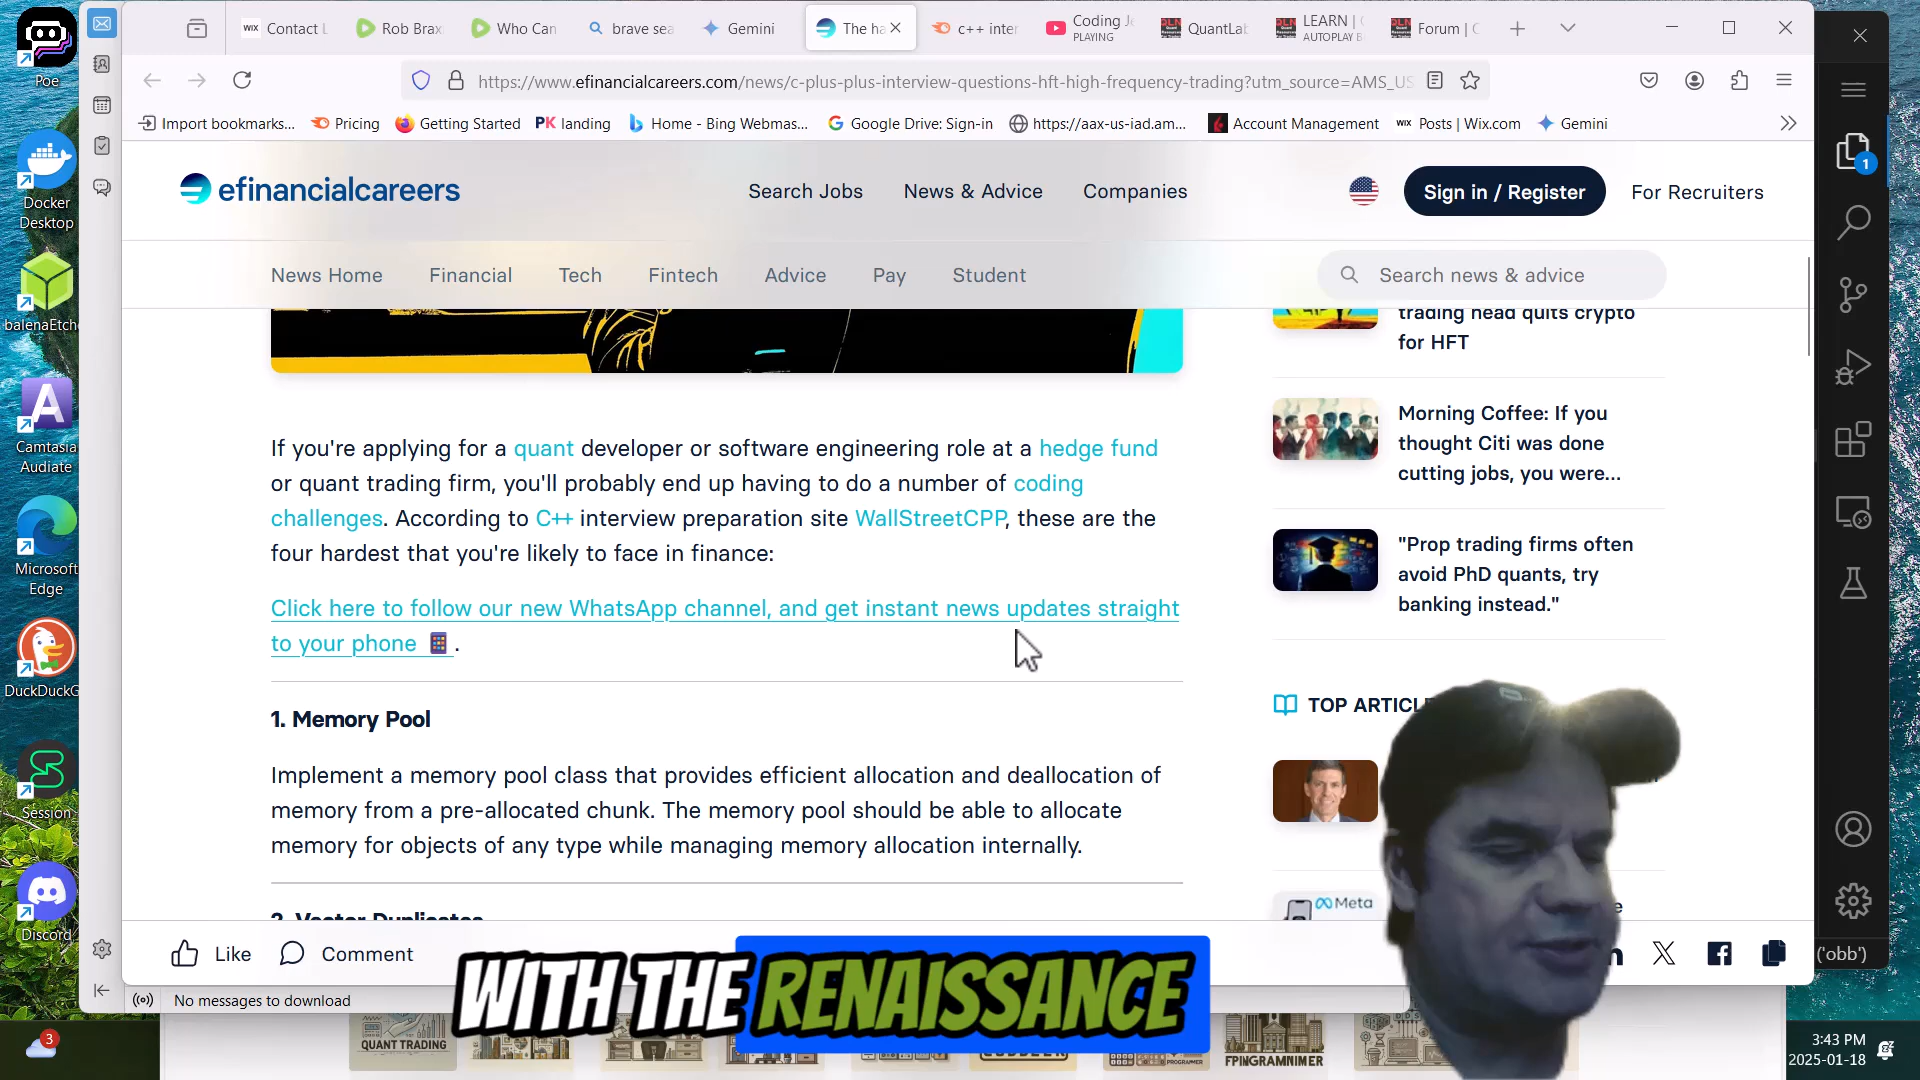 Poe
Docker
Desktop
balenaEtche
Camtasia
Audiate
Microsoft
Edge
DuckDuckG
Session
Discord
3
WIX Contact L
Rob Brax
Who Can
brave sea
Gemini
The ha
c++ inter
Coding Je
PLAYING
QuantLab
LEARN | (
AUTOPLAY B
Forum | (
https://www.efinancialcareers.com/news/c-plus-plus-interview-questions-hft-high-frequency-trading?utm_source=AMS_US
Import bookmarks...
Pricing
Getting Started
PK landing
Home - Bing Webmas...
Google Drive: Sign-in
https://aax-us-iad.am...
Account Management
WIX Posts | Wix.com
Gemini
efinancialcareers
Search Jobs
News & Advice
Companies
Sign in / Register
For Recruiters
News Home
Financial
Tech
Fintech
Advice
Pay
Student
Search news & advice
If you're applying for a quant developer or software engineering role at a hedge fund
or quant trading firm, you'll probably end up having to do a number of coding
challenges. According to C++ interview preparation site WallStreetCPP, these are the
four hardest that you're likely to face in finance:
Click here to follow our new WhatsApp channel, and get instant news updates straight
to your phone .
1. Memory Pool
Implement a memory pool class that provides efficient allocation and deallocation of
memory from a pre-allocated chunk. The memory pool should be able to allocate
memory for objects of any type while managing memory allocation internally.
2. Vector Duplicates
trading head quits crypto
for HFT
Morning Coffee: If you
thought Citi was done
cutting jobs, you were...
"Prop trading firms often
avoid PhD quants, try
banking instead."
TOP ARTICLE
Meta
Like
Comment
No messages to download
WITH THE RENAISSANCE
QUANT TRADING
1
('obb')
3:43 PM
2025-01-18